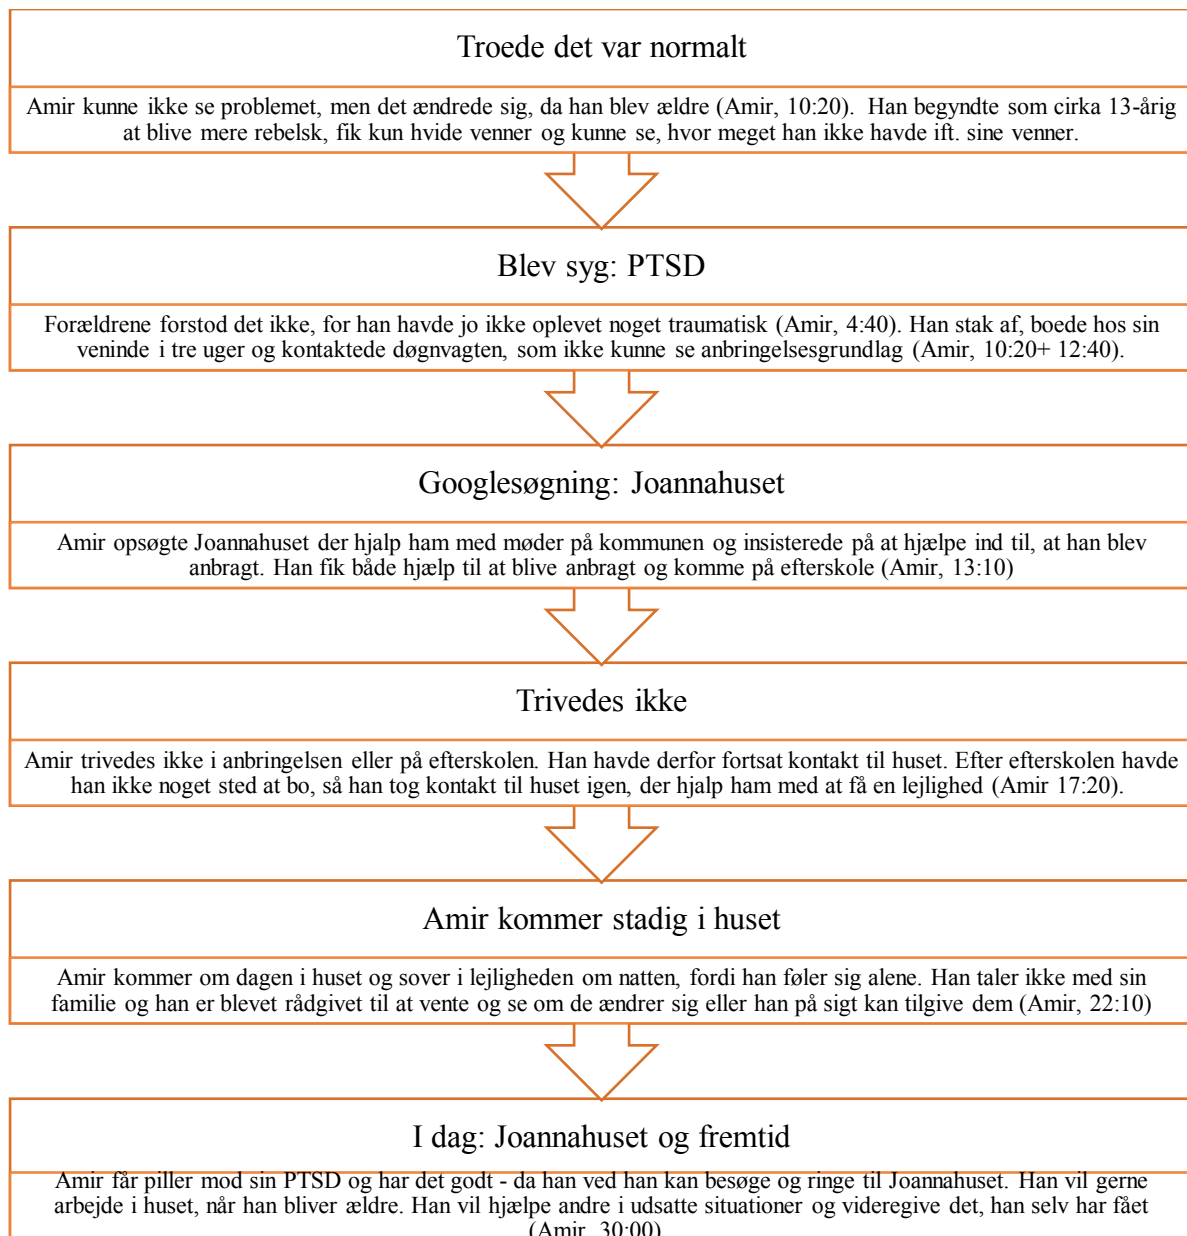 Troede det var normalt
Amir kunne ikke se problemet, men det ændrede sig, da han blev ældre (Amir, 10:20).  Han begyndte som cirka 13-årig
at blive mere rebelsk, fik kun hvide venner og kunne se, hvor meget han ikke havde ift. sine venner.
Blev syg: PTSD
Forældrene forstod det ikke, for han havde jo ikke oplevet noget traumatisk (Amir, 4:40). Han stak af, boede hos sin
veninde i tre uger og kontaktede døgnvagten, som ikke kunne se anbringelsesgrundlag (Amir, 10:20+ 12:40).
Googlesøgning: Joannahuset
Amir opsøgte Joannahuset der hjalp ham med møder på kommunen og insisterede på at hjælpe ind til, at han blev
anbragt. Han fik både hjælp til at blive anbragt og komme på efterskole (Amir, 13:10)
Trivedes ikke
Amir trivedes ikke i anbringelsen eller på efterskolen. Han havde derfor fortsat kontakt til huset. Efter efterskolen havde
han ikke noget sted at bo, så han tog kontakt til huset igen, der hjalp ham med at få en lejlighed (Amir 17:20).
Amir kommer stadig i huset
Amir kommer om dagen i huset og sover i lejligheden om natten, fordi han føler sig alene. Han taler ikke med sin
familie og han er blevet rådgivet til at vente og se om de ændrer sig eller han på sigt kan tilgive dem (Amir, 22:10)
I dag: Joannahuset og fremtid
Amir får piller mod sin PTSD og har det godt - da han ved han kan besøge og ringe til Joannahuset. Han vil gerne
arbejde i huset, når han bliver ældre. Han vil hjælpe andre i udsatte situationer og videregive det, han selv har fået
(Amir, 30:00)